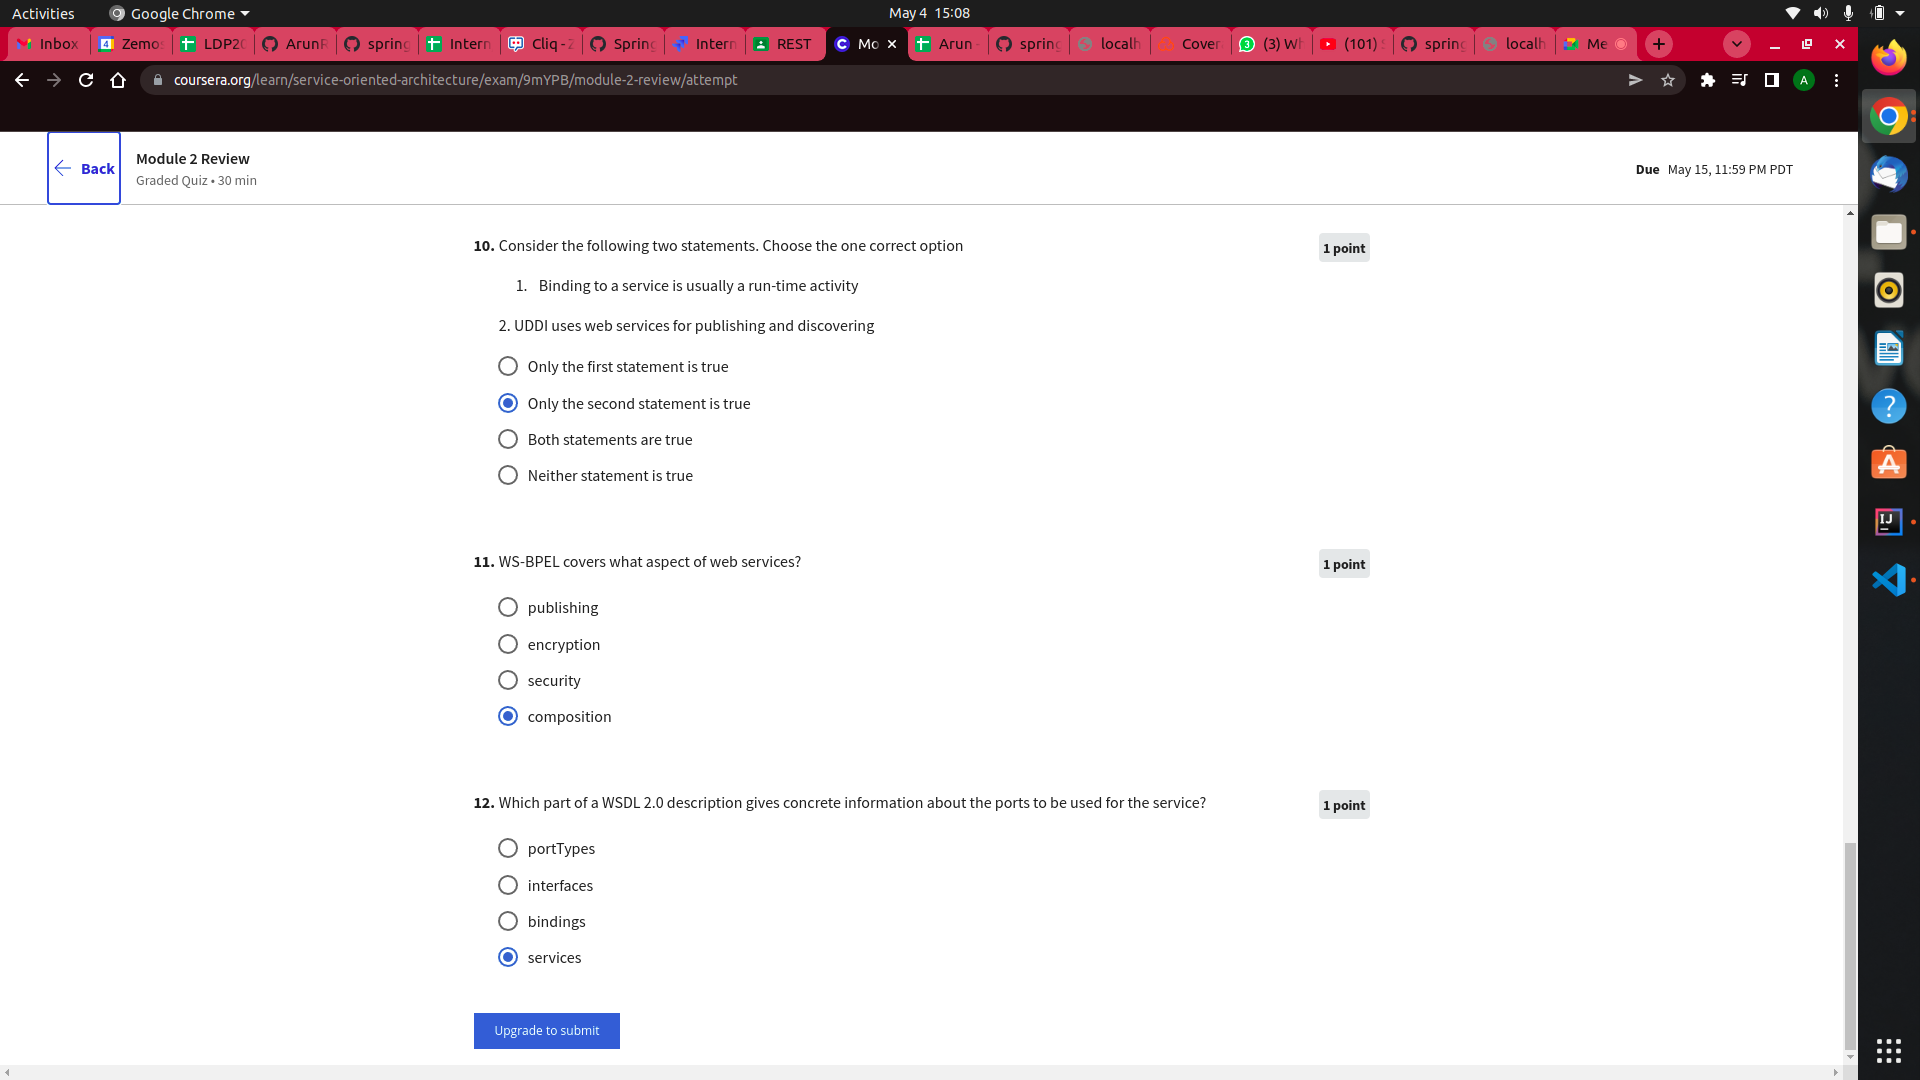 Activities Google Chrome May 4 15:08
Inbox Zemos LDP20 ArunR spring Intern Cliq - Z Spring Intern REST Mo Arun - spring localh Cover (3) Wh (101) S spring localh Me
coursera.org/learn/service-oriented-architecture/exam/9mYPB/module-2-review/attempt A
Back
Module 2 Review
Graded Quiz • 30 min
Due May 15, 11:59 PM PDT
10. Consider the following two statements. Choose the one correct option
1 point
1. Binding to a service is usually a run-time activity
2. UDDI uses web services for publishing and discovering
Only the first statement is true
Only the second statement is true
Both statements are true
Neither statement is true
11. WS-BPEL covers what aspect of web services?
1 point
publishing
encryption
security
composition
12. Which part of a WSDL 2.0 description gives concrete information about the ports to be used for the service?
1 point
portTypes
interfaces
bindings
services
Upgrade to submit